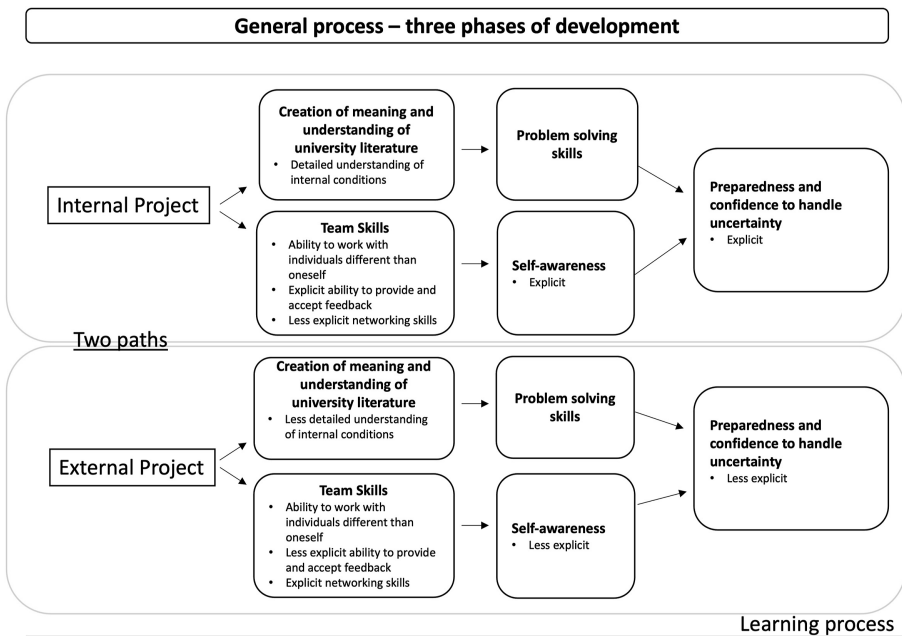 General process – three phases of development
Creation of meaning and
understanding of
university literature
• Detailed understanding of
internal conditions
Problem solving
skills
Internal Project
Preparedness and
confidence to handle
uncertainty
• Explicit
Team Skills
• Ability to work with
individuals different than
oneself
• Explicit ability to provide and
accept feedback
• Less explicit networking skills
Self-awareness
• Explicit
Two paths
Creation of meaning and
understanding of
university literature
• Less detailed understanding
of internal conditions
Problem solving
skills
External Project
Preparedness and
confidence to handle
uncertainty
• Less explicit
Team Skills
• Ability to work with
individuals different than
oneself
• Less explicit ability to provide
and accept feedback
• Explicit networking skills
Self-awareness
• Less explicit
Learning process